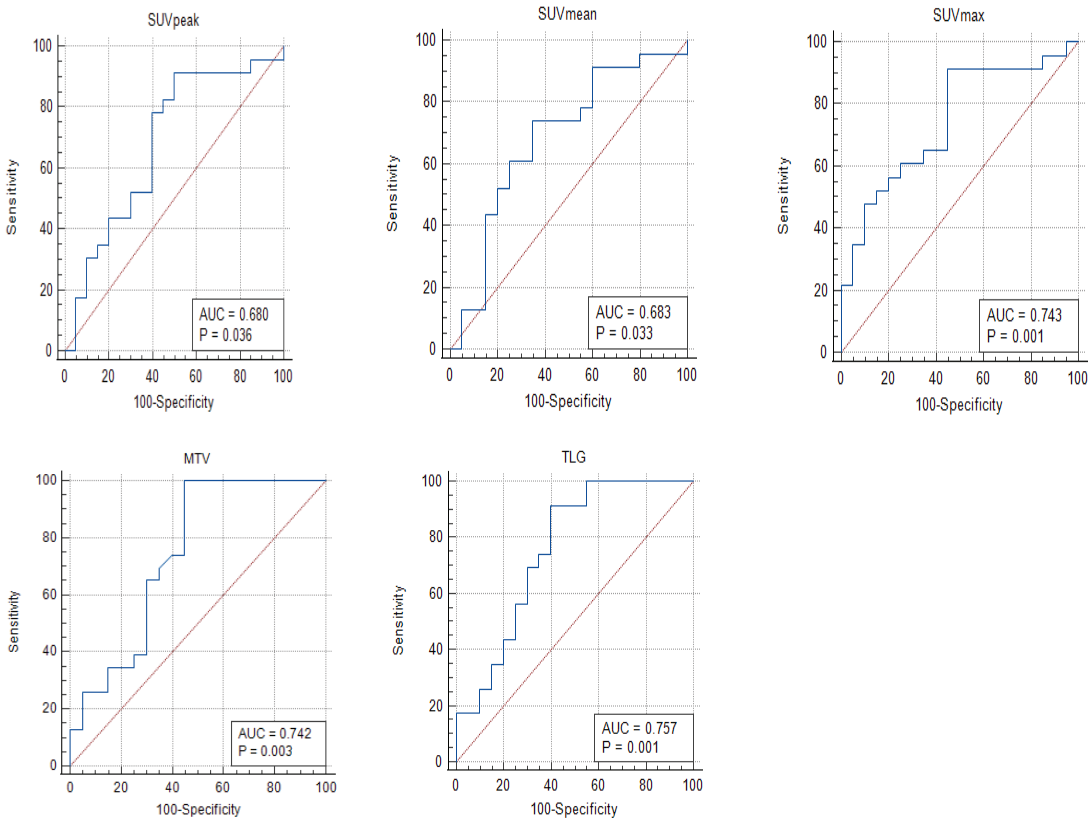 SUVpeak
100
80
60
40
20
0
Sensitivity
AUC = 0.680
P = 0.036
0 20 40 60 80 100
100-Specificity
SUVmean
100
80
60
40
20
0
Sensitivity
AUC = 0.683
P = 0.033
0 20 40 60 80 100
100-Specificity
SUVmax
100
80
60
40
20
0
Sensitivity
AUC = 0.743
P = 0.001
0 20 40 60 80 100
100-Specificity
MTV
100
80
60
40
20
0
Sensitivity
AUC = 0.742
P = 0.003
0 20 40 60 80 100
100-Specificity
TLG
100
80
60
40
20
0
Sensitivity
AUC = 0.757
P = 0.001
0 20 40 60 80 100
100-Specificity